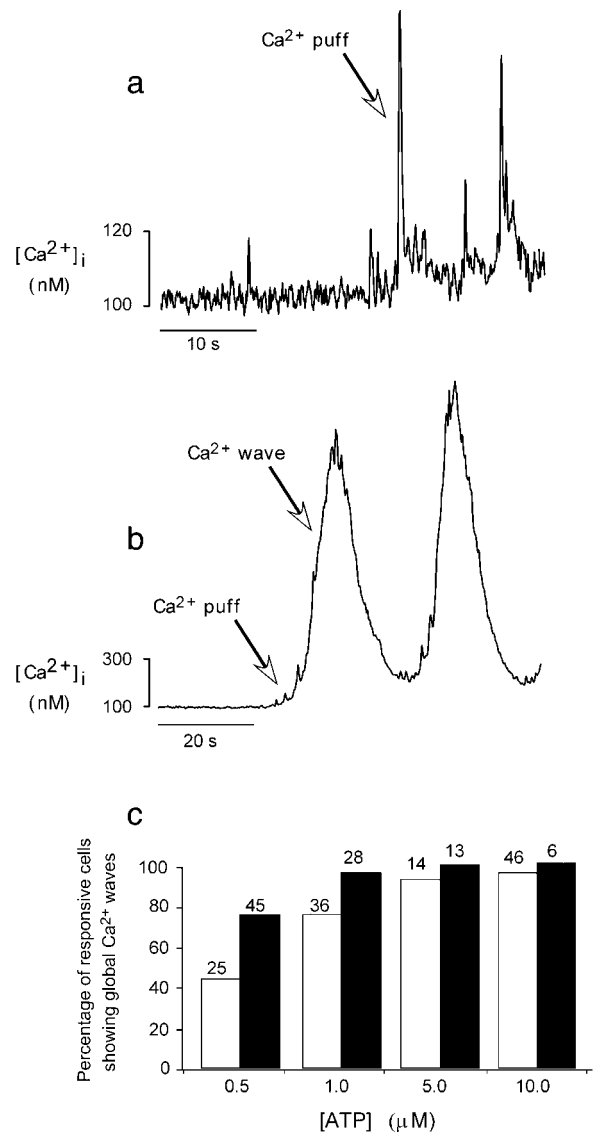 Ca2+ puff
a
120
[Ca2+]i
(nM)
100
10 s
Ca2+ wave
b
Ca2+ puff
300
[Ca2+]i
(nM)
100
20 s
c
Percentage of responsive cells
showing global Ca2+ waves
100
80
60
40
20
0
25
45
36
28
14
13
46
6
0.5
1.0
5.0
10.0
[ATP] (μM)